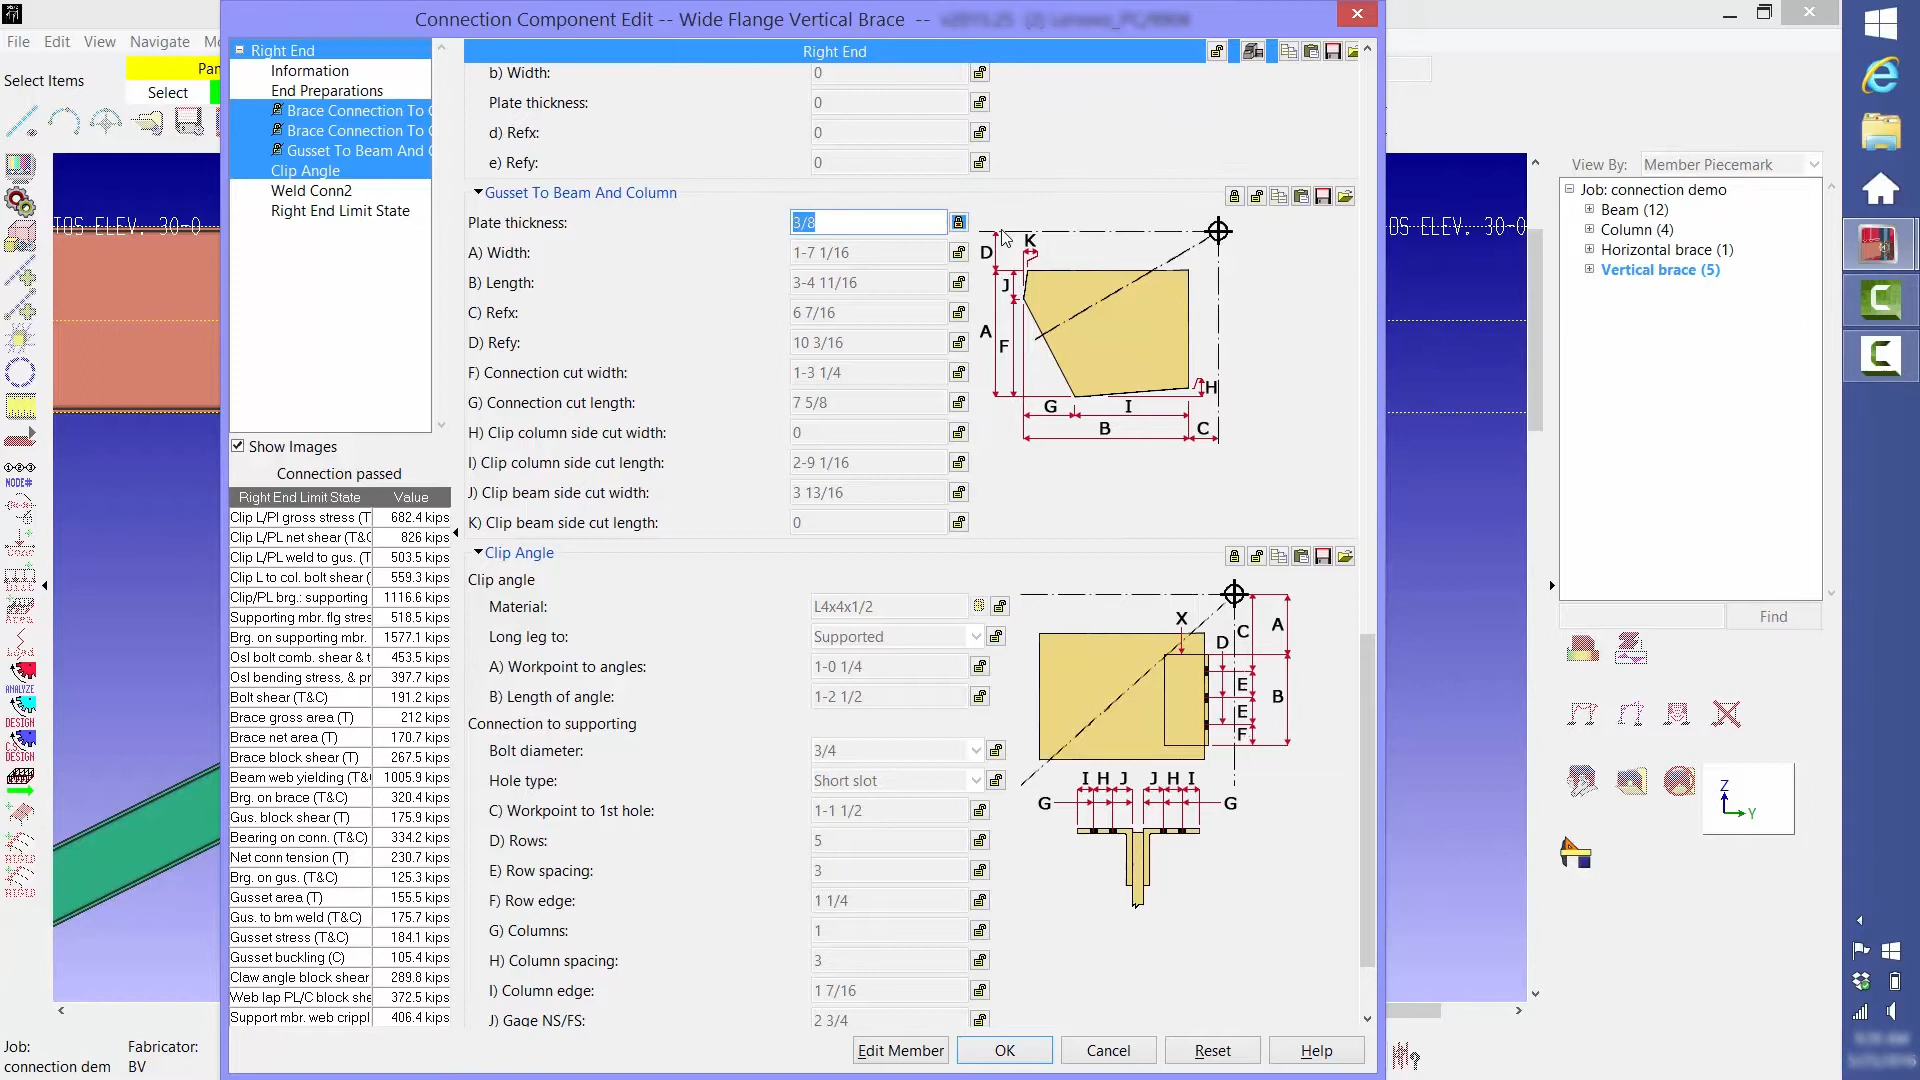 Connection Component Edit -- Wide Flange Vertical Brace --
File Edit View Navigate
Select Items
Select
TOS ELEV. 30-0
Right End
Information
End Preparations
Brace Connection To
Brace Connection To
Gusset To Beam And
Clip Angle
Weld Conn2
Right End Limit State
Show Images
Connection passed
Right End Limit State Value
Clip L/Pl gross stress (T 682.4 kips
Clip L/PL net shear (T&C 826 kips
Clip L/PL weld to gus. (T 503.5 kips
Clip L to col. bolt shear ( 559.3 kips
Clip/PL brg.: supporting 1116.6 kips
Supporting mbr. flg stres 518.5 kips
Brg. on supporting mbr. 1577.1 kips
Osl bolt comb. shear & t 453.5 kips
Osl bending stress, & pr 397.7 kips
Bolt shear (T&C) 191.2 kips
Brace gross area (T) 212 kips
Brace net area (T) 170.7 kips
Brace block shear (T) 267.5 kips
Beam web yielding (T& 1005.9 kips
Brg. on brace (T&C) 320.4 kips
Gus. block shear (T) 175.9 kips
Bearing on conn. (T&C) 334.2 kips
Net conn tension (T) 230.7 kips
Brg. on gus. (T&C) 125.3 kips
Gusset area (T) 155.5 kips
Gus. to bm weld (T&C) 175.7 kips
Gusset stress (T&C) 184.1 kips
Gusset buckling (C) 105.4 kips
Claw angle block shear 289.8 kips
Web lap PL/C block she 372.5 kips
Support mbr. web crippl 406.4 kips
Right End
b) Width: 0
Plate thickness: 0
d) Refx: 0
e) Refy: 0
Gusset To Beam And Column
Plate thickness: 3/8
A) Width: 1-7 1/16
B) Length: 3-4 11/16
C) Refx: 6 7/16
D) Refy: 10 3/16
F) Connection cut width: 1-3 1/4
G) Connection cut length: 7 5/8
H) Clip column side cut width: 0
I) Clip column side cut length: 2-9 1/16
J) Clip beam side cut width: 3 13/16
K) Clip beam side cut length: 0
D K
J
A F
H
G I
B C
Clip Angle
Clip angle
Material: L4x4x1/2
Long leg to: Supported
A) Workpoint to angles: 1-0 1/4
B) Length of angle: 1-2 1/2
Connection to supporting
Bolt diameter: 3/4
Hole type: Short slot
C) Workpoint to 1st hole: 1-1 1/2
D) Rows: 5
E) Row spacing: 3
F) Row edge: 1 1/4
G) Columns: 1
H) Column spacing: 3
I) Column edge: 1 7/16
J) Gage NS/FS: 2 3/4
X C A
D
E
E B
F
I H J J H I
G G
Edit Member OK Cancel Reset Help
OS ELEV. 30-0
View By: Member Piecemark
Job: connection demo
Beam (12)
Column (4)
Horizontal brace (1)
Vertical brace (5)
Find
Z
Y
NODE#
ANALYZE
DESIGN
DESIGN
Job: Fabricator:
connection dem BV